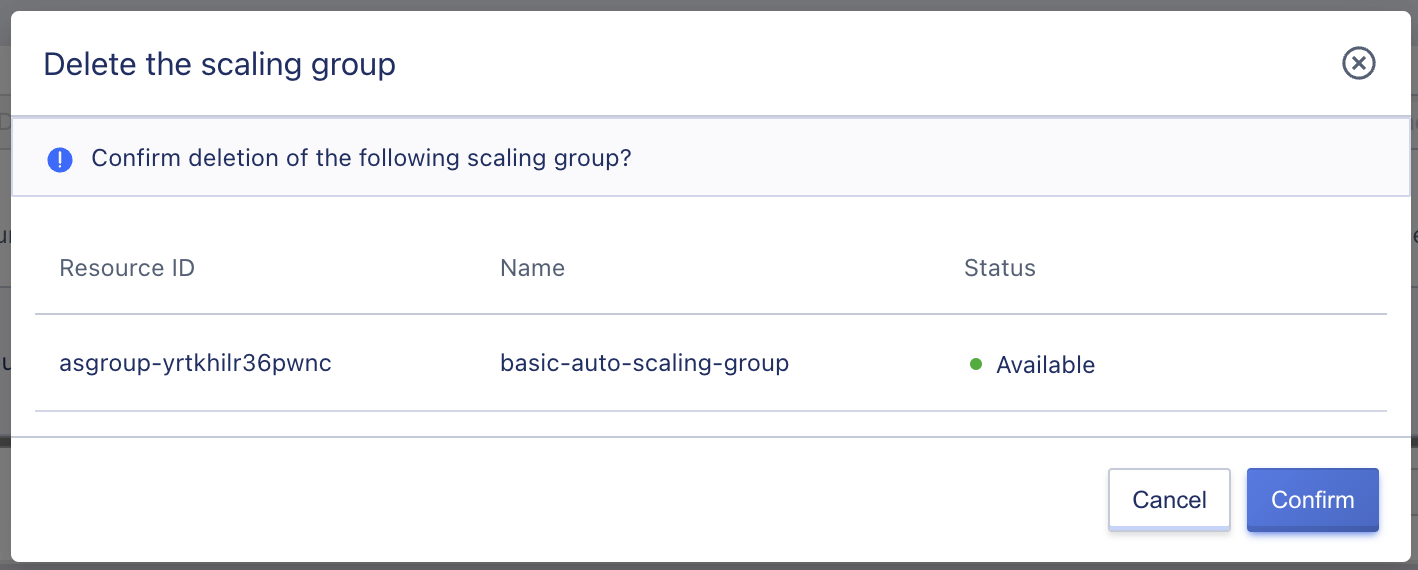 Delete the scaling group
Confirm deletion of the following scaling group?
Resource ID Name Status
asgroup-yrtkhilr36pwnc basic-auto-scaling-group Available
Cancel Confirm